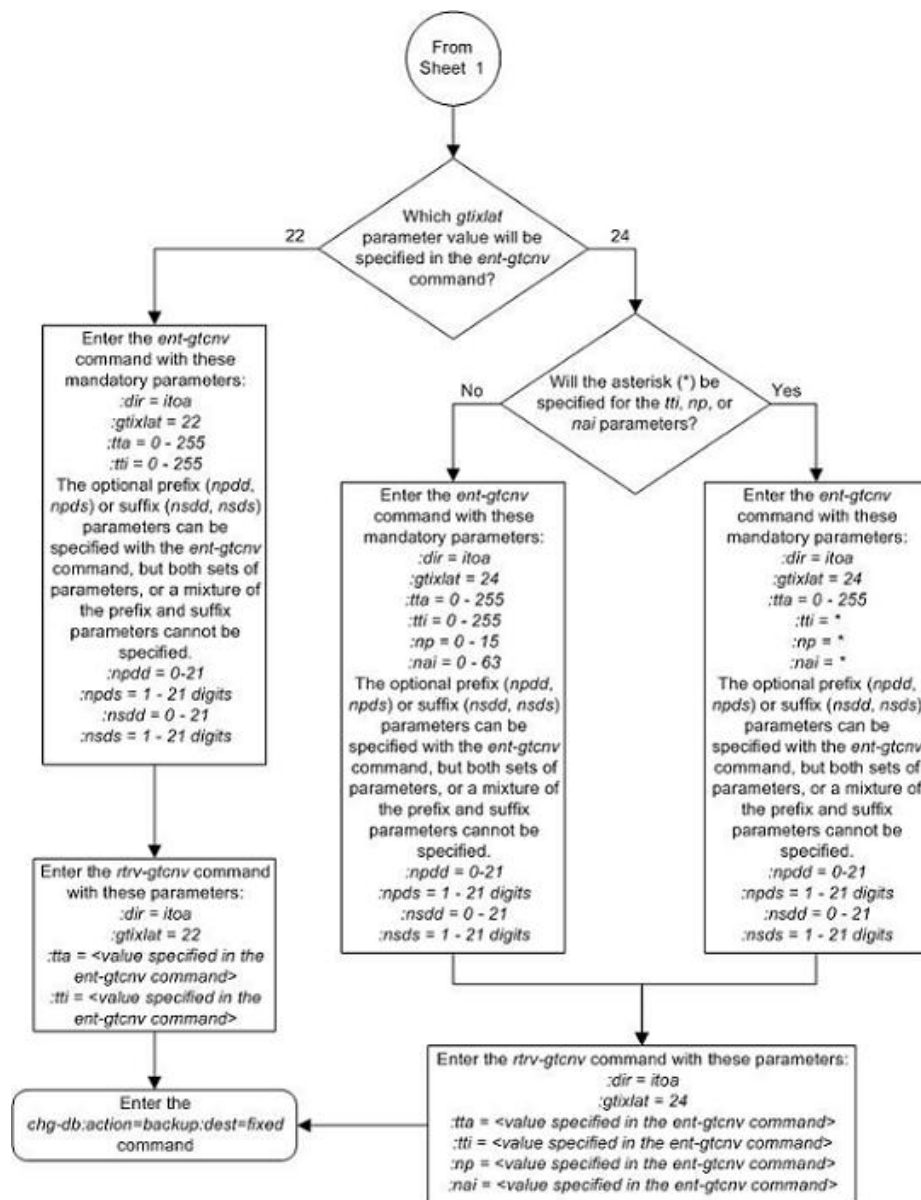 From
Sheet 1
Which gtixlat
parameter value will be
specified in the ent-gtcnv
command?
22
24
Enter the ent-gtcnv
command with these
mandatory parameters:
:dir = itoa
:gtixlat = 22
:tta = 0 - 255
:tti = 0 - 255
The optional prefix (npdd,
npds) or suffix (nsdd, nsds)
parameters can be
specified with the ent-gtcnv
command, but both sets of
parameters, or a mixture of
the prefix and suffix
parameters cannot be
specified.
:npdd = 0-21
:npds = 1 - 21 digits
:nsdd = 0 - 21
:nsds = 1 - 21 digits
Will the asterisk (*) be
specified for the tti, np, or
nai parameters?
No
Yes
Enter the ent-gtcnv
command with these
mandatory parameters:
:dir = itoa
:gtixlat = 24
:tta = 0 - 255
:tti = 0 - 255
:np = 0 - 15
:nai = 0 - 63
The optional prefix (npdd,
npds) or suffix (nsdd, nsds)
parameters can be
specified with the ent-gtcnv
command, but both sets of
parameters, or a mixture of
the prefix and suffix
parameters cannot be
specified.
:npdd = 0-21
:npds = 1 - 21 digits
:nsdd = 0 - 21
:nsds = 1 - 21 digits
Enter the ent-gtcnv
command with these
mandatory parameters:
:dir = itoa
:gtixlat = 24
:tta = 0 - 255
:tti = *
:np = *
:nai = *
The optional prefix (npdd,
npds) or suffix (nsdd, nsds)
parameters can be
specified with the ent-gtcnv
command, but both sets of
parameters, or a mixture of
the prefix and suffix
parameters cannot be
specified.
:npdd = 0-21
:npds = 1 - 21 digits
:nsdd = 0 - 21
:nsds = 1 - 21 digits
Enter the rtrv-gtcnv command
with these parameters:
:dir = itoa
:gtixlat = 22
:tta = <value specified in the
ent-gtcnv command>
:tti = <value specified in the
ent-gtcnv command>
Enter the rtrv-gtcnv command with these parameters:
:dir = itoa
:gtixlat = 24
:tta = <value specified in the ent-gtcnv command>
:tti = <value specified in the ent-gtcnv command>
:np = <value specified in the ent-gtcnv command>
:nai = <value specified in the ent-gtcnv command>
Enter the
chg-db:action=backup:dest=fixed
command